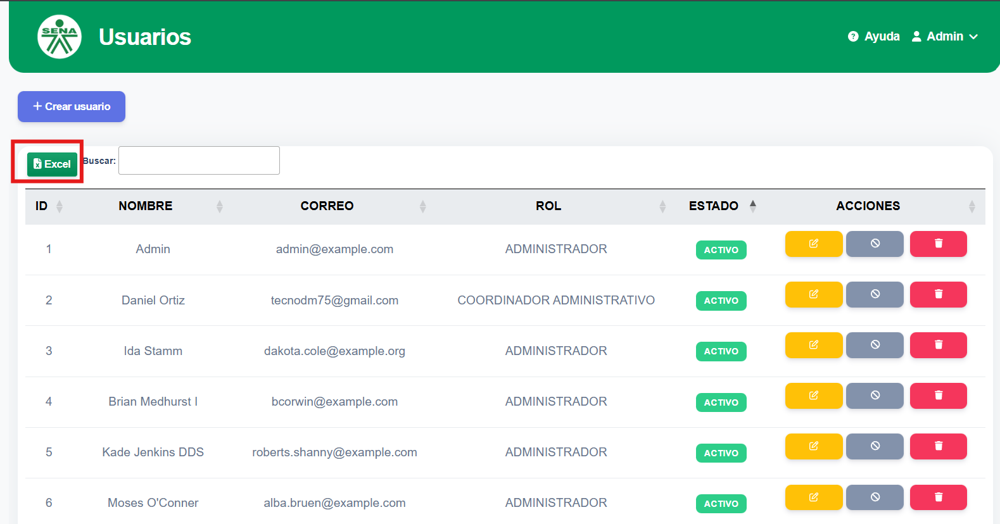 SENA
Usuarios
Ayuda
Admin
+ Crear usuario
Excel
Buscar:
ID NOMBRE CORREO ROL ESTADO ACCIONES
1 Admin admin@example.com ADMINISTRADOR ACTIVO
2 Daniel Ortiz tecnodm75@gmail.com COORDINADOR ADMINISTRATIVO ACTIVO
3 Ida Stamm dakota.cole@example.org ADMINISTRADOR ACTIVO
4 Brian Medhurst I bcorwin@example.com ADMINISTRADOR ACTIVO
5 Kade Jenkins DDS roberts.shanny@example.com ADMINISTRADOR ACTIVO
6 Moses O'Conner alba.bruen@example.com ADMINISTRADOR ACTIVO